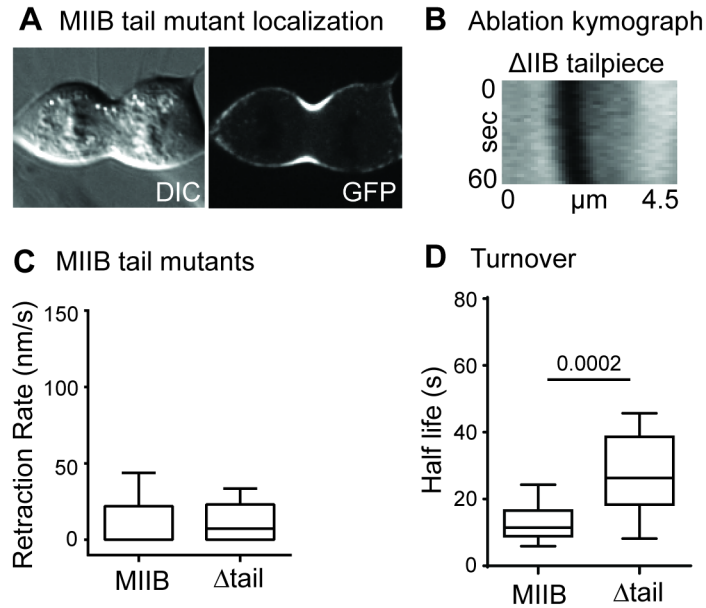 A MIIB tail mutant localization
DIC
GFP
B Ablation kymograph
ΔIIB tailpiece
0
sec
60
0 µm 4.5
C MIIB tail mutants
Retraction Rate (nm/s)
150
100
50
0
MIIB Δtail
D Turnover
Half life (s)
80
60
40
20
0
0.0002
MIIB Δtail